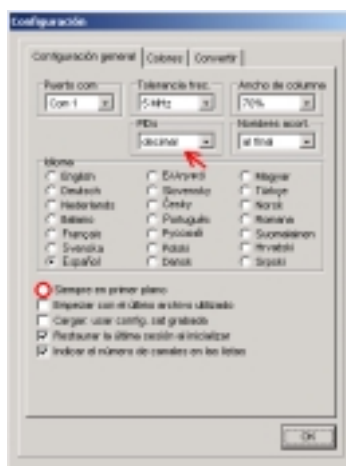 Configuración
Configuración general Colores Convertir
Puerto com Tolerancia frec. Ancho de columna
Com 1 5 MHz 70%
PIDs Nombres acort.
decimal al final
Idioma
English Ελληνικά Magyar
Deutsch Slovensky Türkçe
Nederlands Česky Norsk
Italiano Português Romana
Français Русский Suomalainen
Svenska Polski Hrvatski
Español Dansk Srpski
Siempre en primer plano
Empezar con el último archivo utilizado
Cargar: usar config. sat grabada
Restaurar la última sesión al inicializar
Indicar el número de canales en las listas
OK